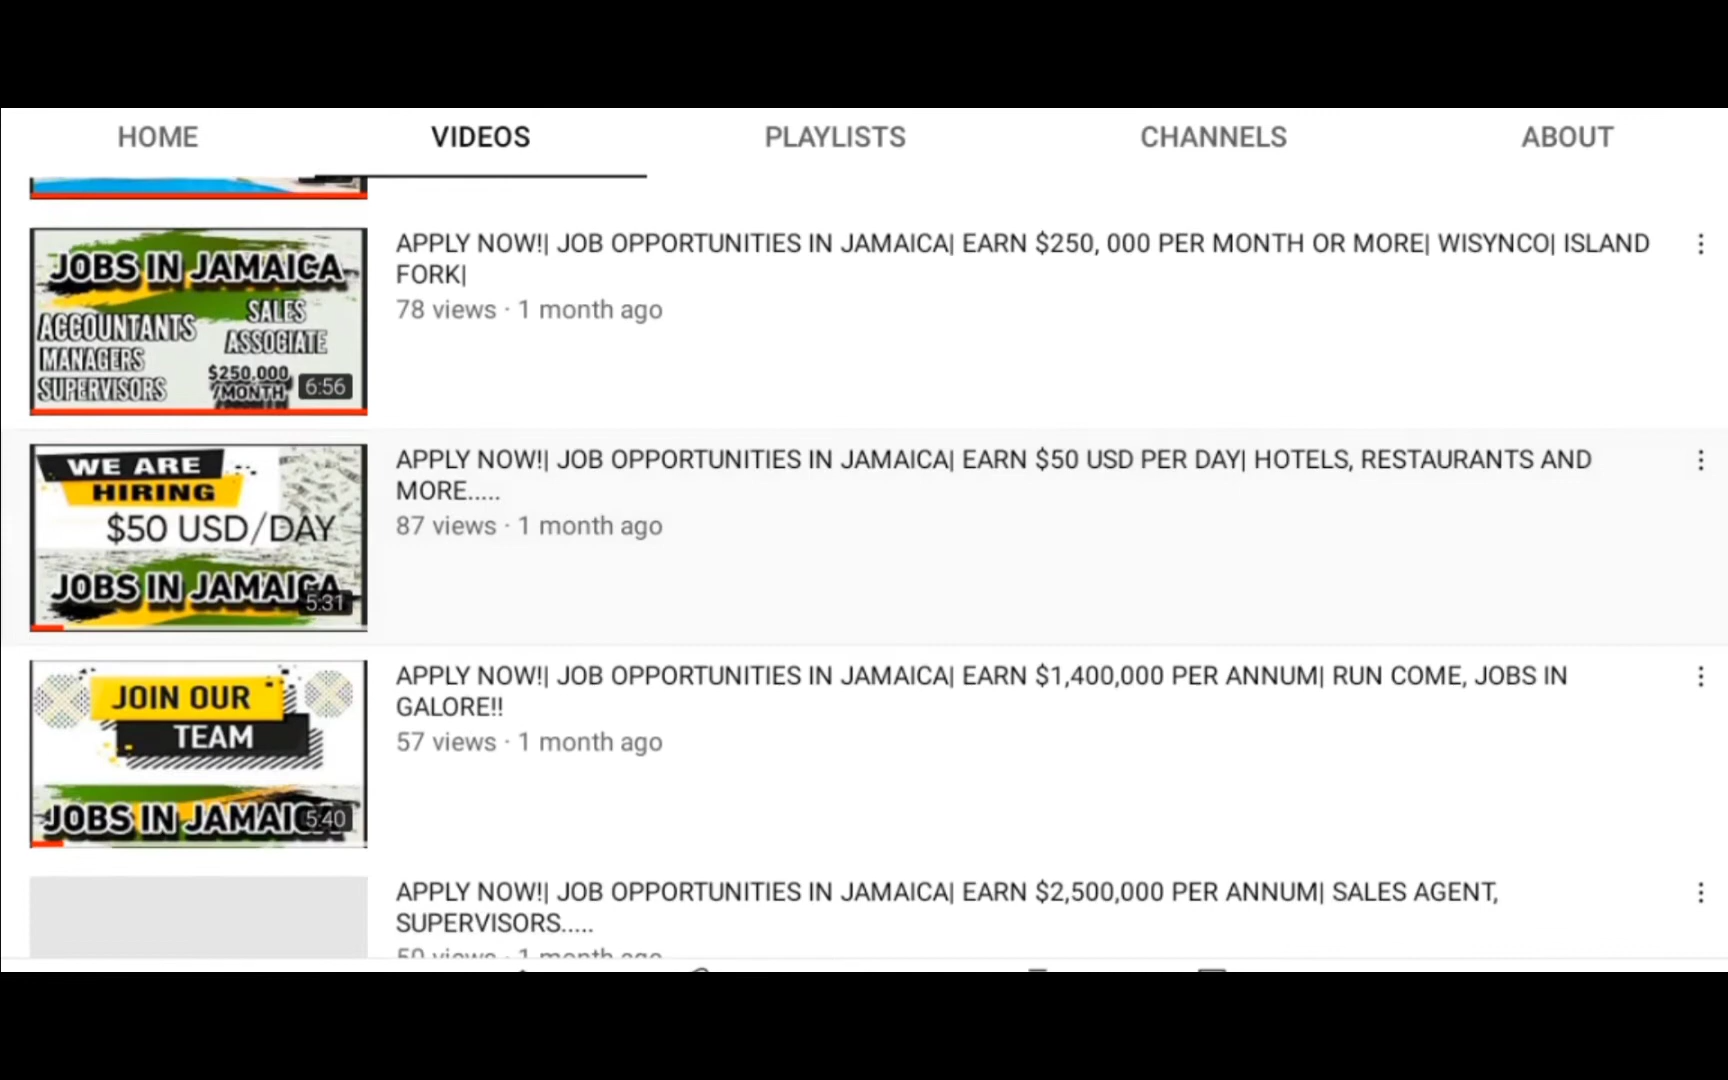 HOME
VIDEOS
PLAYLISTS
CHANNELS
ABOUT
JOBS IN JAMAICA
ACCOUNTANTS
MANAGERS
SUPERVISORS
SALES
ASSOCIATE
$250,000
/MONTH
6:56
APPLY NOW!| JOB OPPORTUNITIES IN JAMAICA| EARN $250, 000 PER MONTH OR MORE| WISYNCO| ISLAND
FORK|
78 views · 1 month ago
WE ARE
HIRING
$50 USD/DAY
JOBS IN JAMAICA
5:31
APPLY NOW!| JOB OPPORTUNITIES IN JAMAICA| EARN $50 USD PER DAY| HOTELS, RESTAURANTS AND
MORE.....
87 views · 1 month ago
JOIN OUR
TEAM
JOBS IN JAMAICA
5:40
APPLY NOW!| JOB OPPORTUNITIES IN JAMAICA| EARN $1,400,000 PER ANNUM| RUN COME, JOBS IN
GALORE!!
57 views · 1 month ago
APPLY NOW!| JOB OPPORTUNITIES IN JAMAICA| EARN $2,500,000 PER ANNUM| SALES AGENT,
SUPERVISORS.....
views · 1 month ago